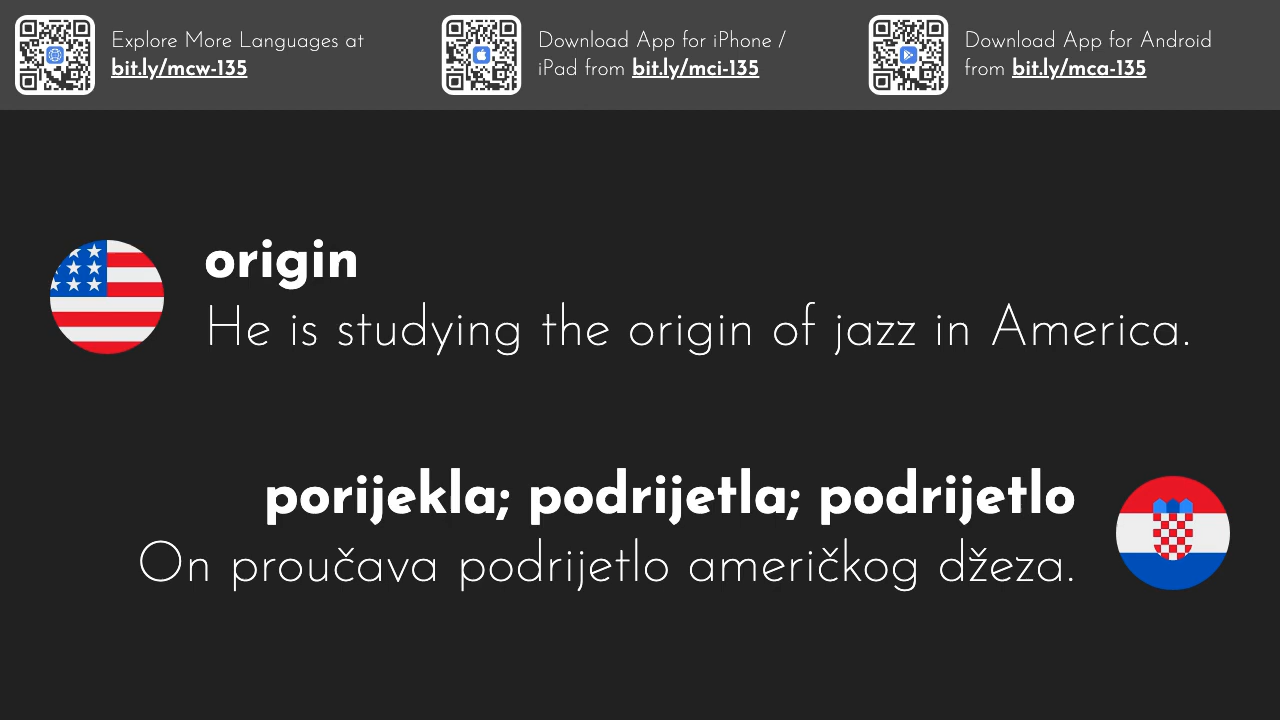 Explore More Languages at
bit.ly/mcw-135
Download App for iPhone /
iPad from bit.ly/mci-135
Download App for Android
from bit.ly/mca-135
origin
He is studying the origin of jazz in America.
porijekla; podrijetla; podrijetlo
On proučava podrijetlo američkog džeza.